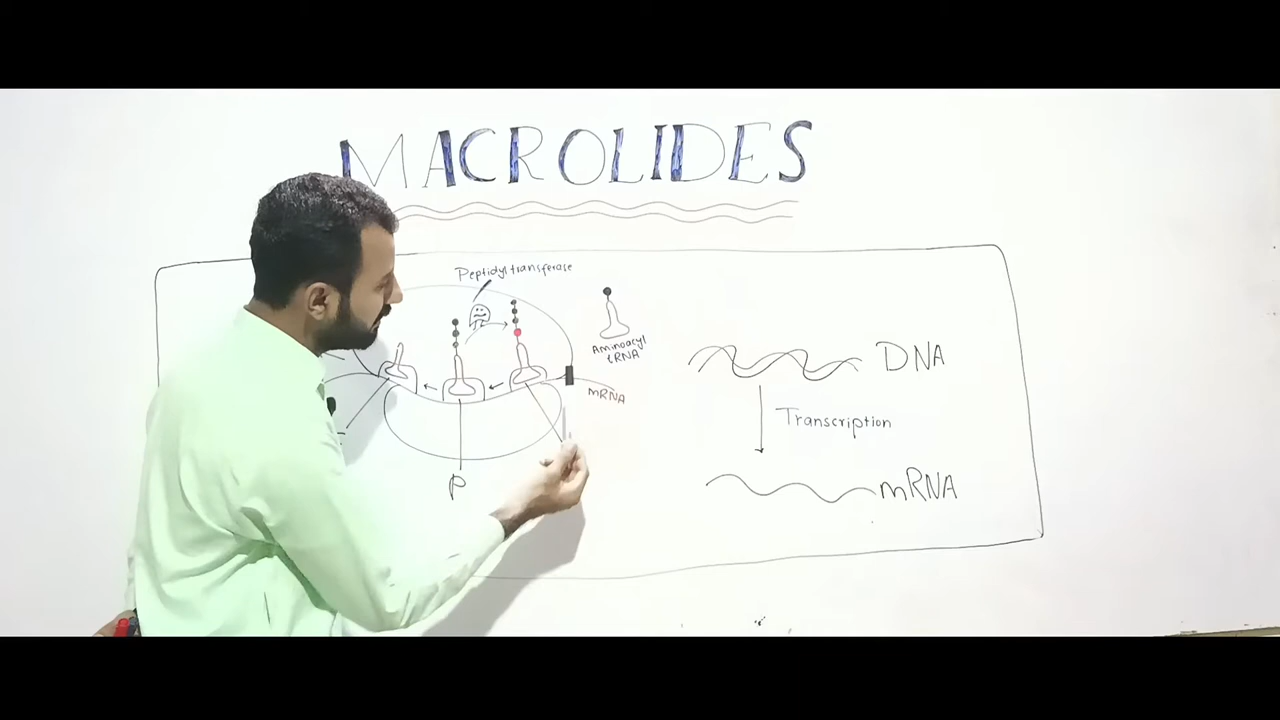 MACROLIDES
Peptidyl transferase
Aminoacyl
tRNA
mRNA
P
DNA
Transcription
mRNA